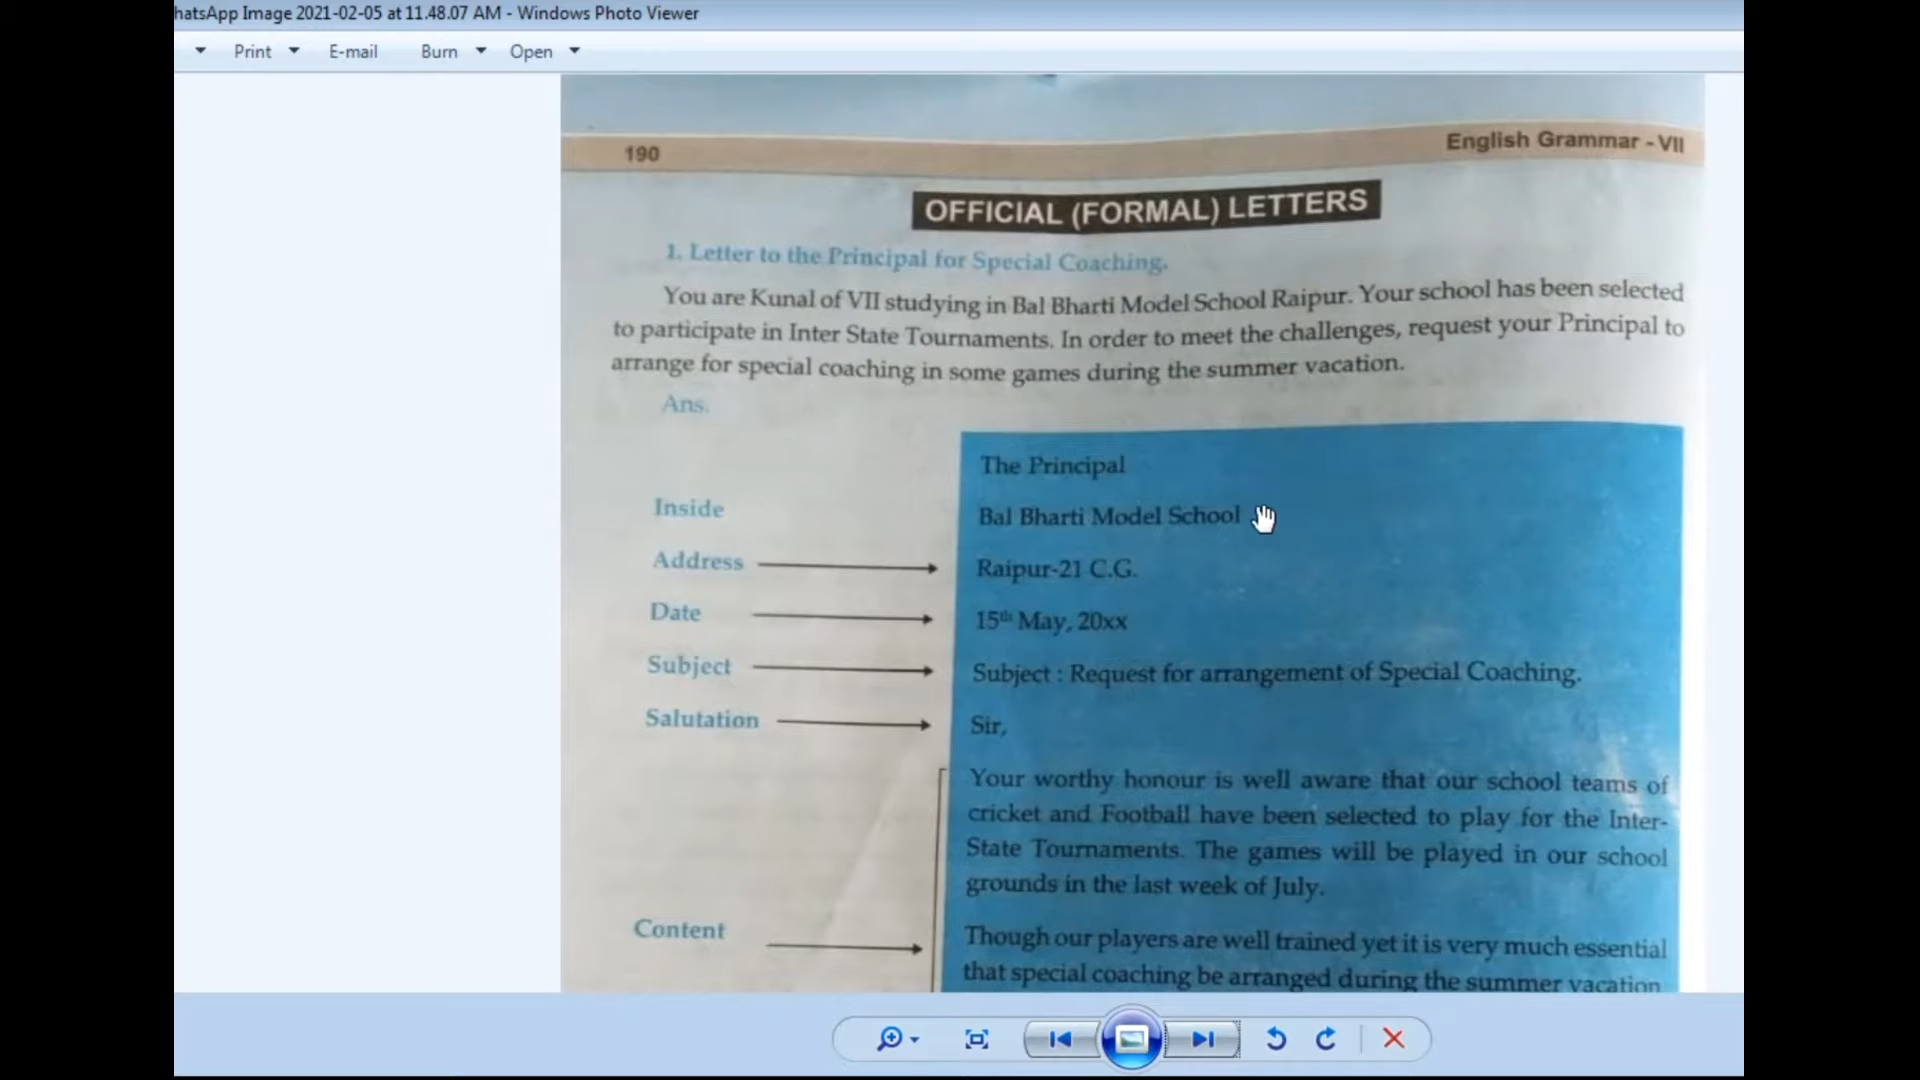 hatsApp Image 2021-02-05 at 11.48.07 AM - Windows Photo Viewer
Print E-mail Burn Open
190 English Grammar - VII
OFFICIAL (FORMAL) LETTERS
1. Letter to the Principal for Special Coaching.
You are Kunal of VII studying in Bal Bharti Model School Raipur. Your school has been selected
to participate in Inter State Tournaments. In order to meet the challenges, request your Principal to
arrange for special coaching in some games during the summer vacation.
Ans.
The Principal
Inside Bal Bharti Model School
Address Raipur-21 C.G.
Date 15th May, 20xx
Subject Subject : Request for arrangement of Special Coaching.
Salutation Sir,
Your worthy honour is well aware that our school teams of
cricket and Football have been selected to play for the Inter-
State Tournaments. The games will be played in our school
grounds in the last week of July.
Content Though our players are well trained yet it is very much essential
that special coaching be arranged during the summer vacation